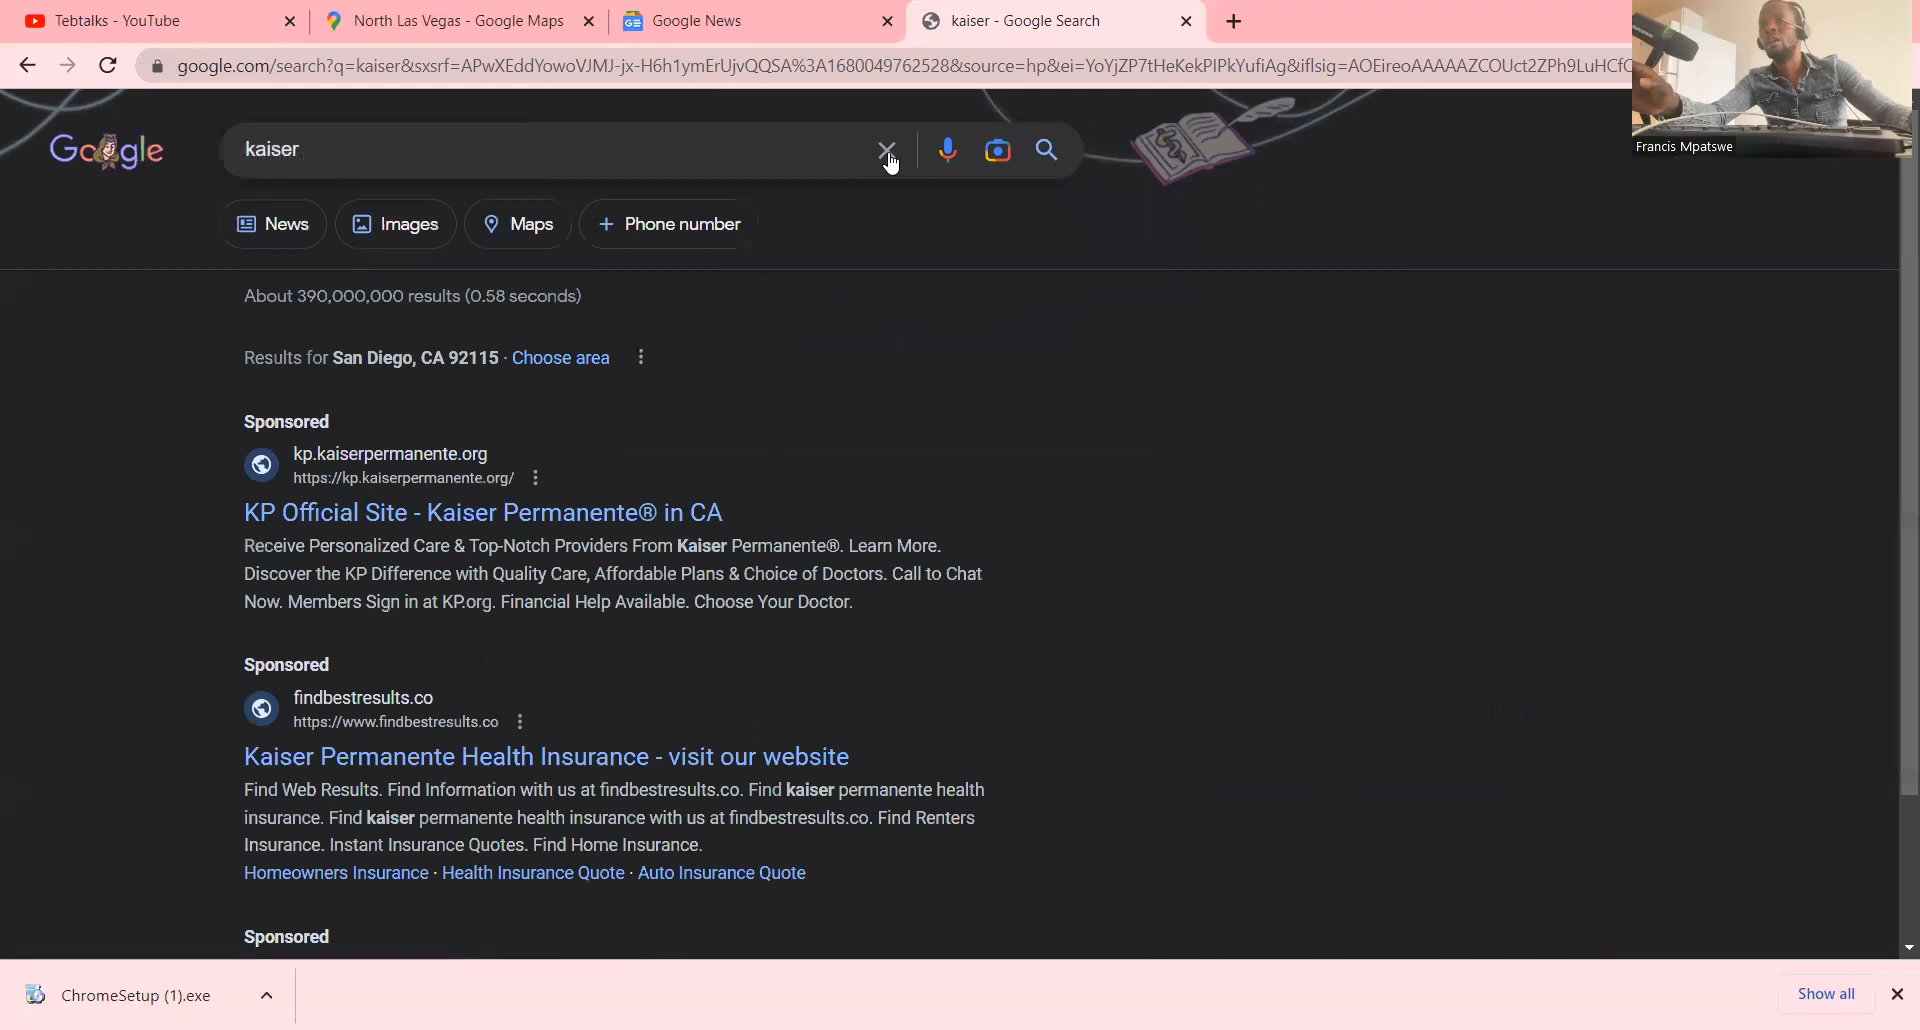 Tebtalks - YouTube
North Las Vegas - Google Maps
Google News
kaiser - Google Search
google.com/search?q=kaiser&sxsrf=APwXEddYowoVJMJ-jx-H6h1ymErUjvQQSA%3A1680049762528&source=hp&ei=YoYjZP7tHeKekPIPkYufiAg&iflsig=AOEireoAAAAAZCOUct2ZPh9LuHCfC
Francis Mpatswe
Google
kaiser
News
Images
Maps
+ Phone number
About 390,000,000 results (0.58 seconds)
Results for San Diego, CA 92115 · Choose area
Sponsored
kp.kaiserpermanente.org
https://kp.kaiserpermanente.org/
KP Official Site - Kaiser Permanente® in CA
Receive Personalized Care & Top-Notch Providers From Kaiser Permanente®. Learn More.
Discover the KP Difference with Quality Care, Affordable Plans & Choice of Doctors. Call to Chat
Now. Members Sign in at KP.org. Financial Help Available. Choose Your Doctor.
Sponsored
findbestresults.co
https://www.findbestresults.co
Kaiser Permanente Health Insurance - visit our website
Find Web Results. Find Information with us at findbestresults.co. Find kaiser permanente health
insurance. Find kaiser permanente health insurance with us at findbestresults.co. Find Renters
Insurance. Instant Insurance Quotes. Find Home Insurance.
Homeowners Insurance · Health Insurance Quote · Auto Insurance Quote
Sponsored
ChromeSetup (1).exe
Show all